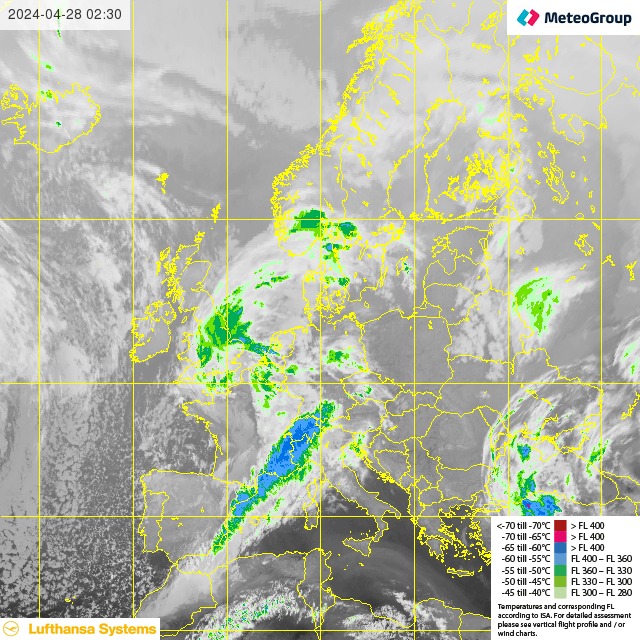 2024-04-28 02:30
MeteoGroup
<-70 till -70°C > FL 400
-70 till -65°C > FL 400
-65 till -60°C > FL 400
-60 till -55°C FL 400 – FL 360
-55 till -50°C FL 360 – FL 330
-50 till -45°C FL 330 – FL 300
-45 till -40°C FL 300 – FL 280
Temperatures and corresponding FL
according to ISA. For detailed assessment
please see vertical flight profile and / or
wind charts.
Lufthansa Systems